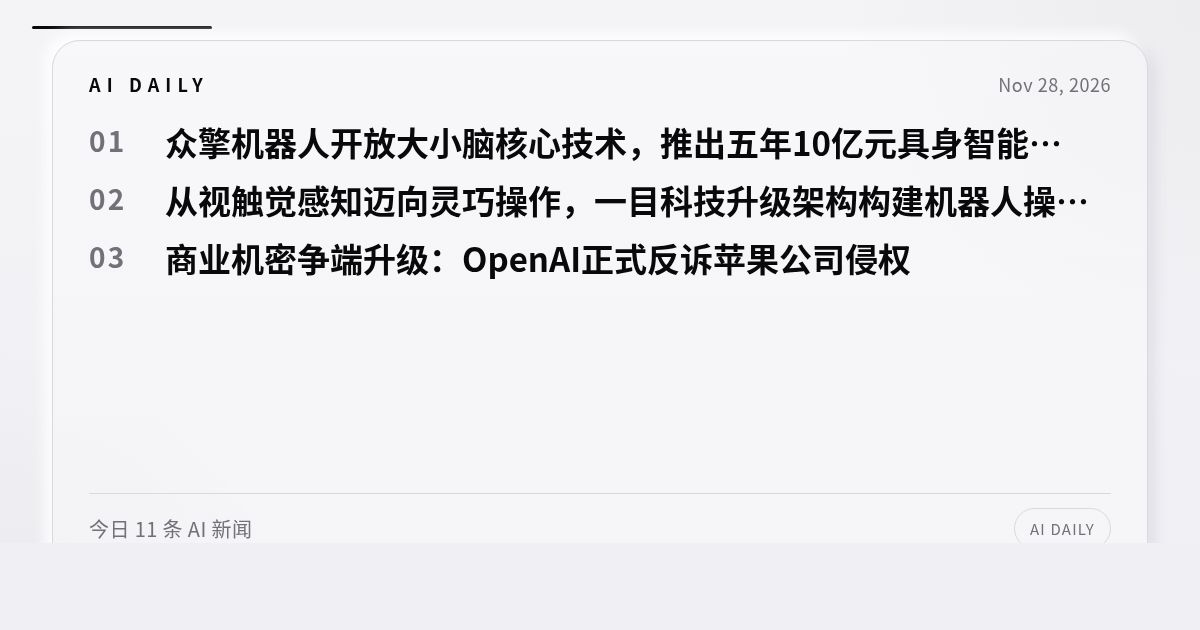 AI DAILY
Nov 28, 2026
01 众擎机器人开放大小脑核心技术，推出五年10亿元具身智能…
02 从视触觉感知迈向灵巧操作，一目科技升级架构构建机器人操…
03 商业机密争端升级：OpenAI正式反诉苹果公司侵权
今日 11 条 AI 新闻
AI DAILY